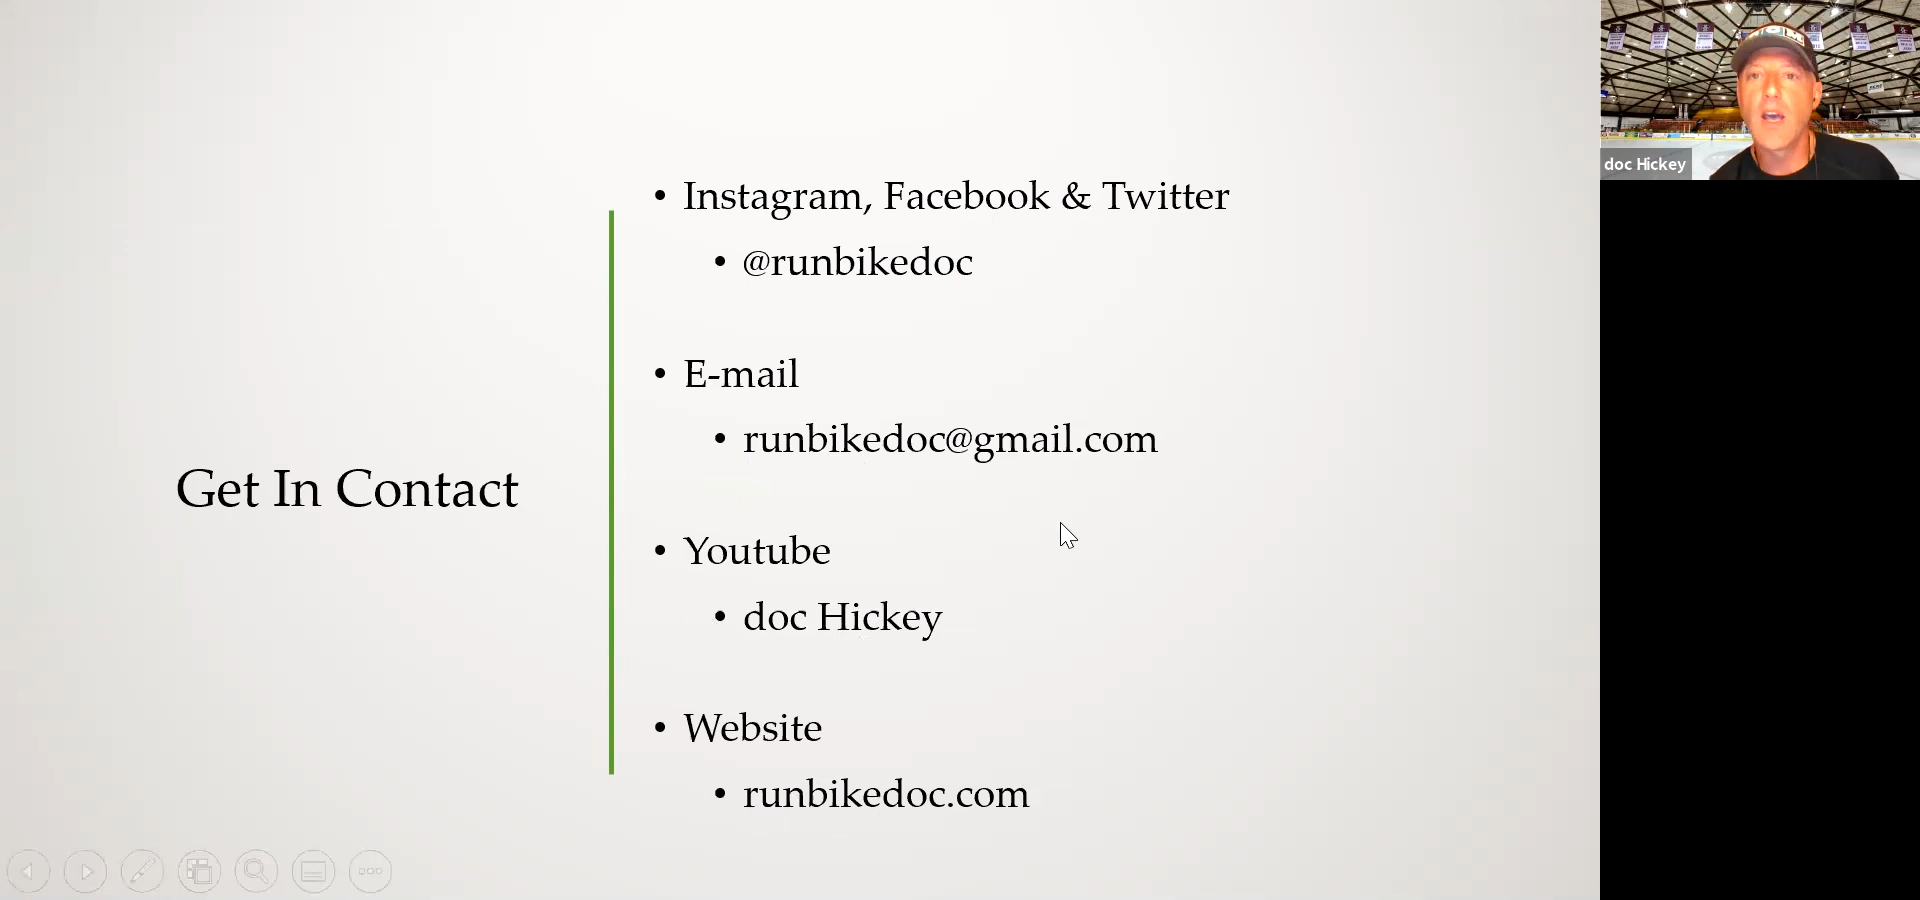 Get In Contact
Instagram, Facebook & Twitter
@runbikedoc
E-mail
runbikedoc@gmail.com
Youtube
doc Hickey
Website
runbikedoc.com
doc Hickey